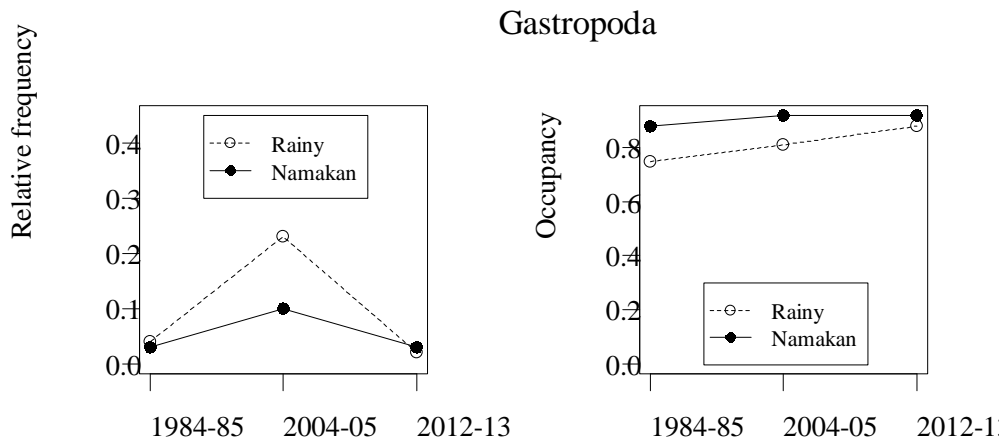 Gastropoda
Relative frequency
0.4
0.3
0.2
0.1
0.0
Rainy
Namakan
1984-85 2004-05 2012-13
Occupancy
0.8
0.6
0.4
0.2
0.0
Rainy
Namakan
1984-85 2004-05 2012-1